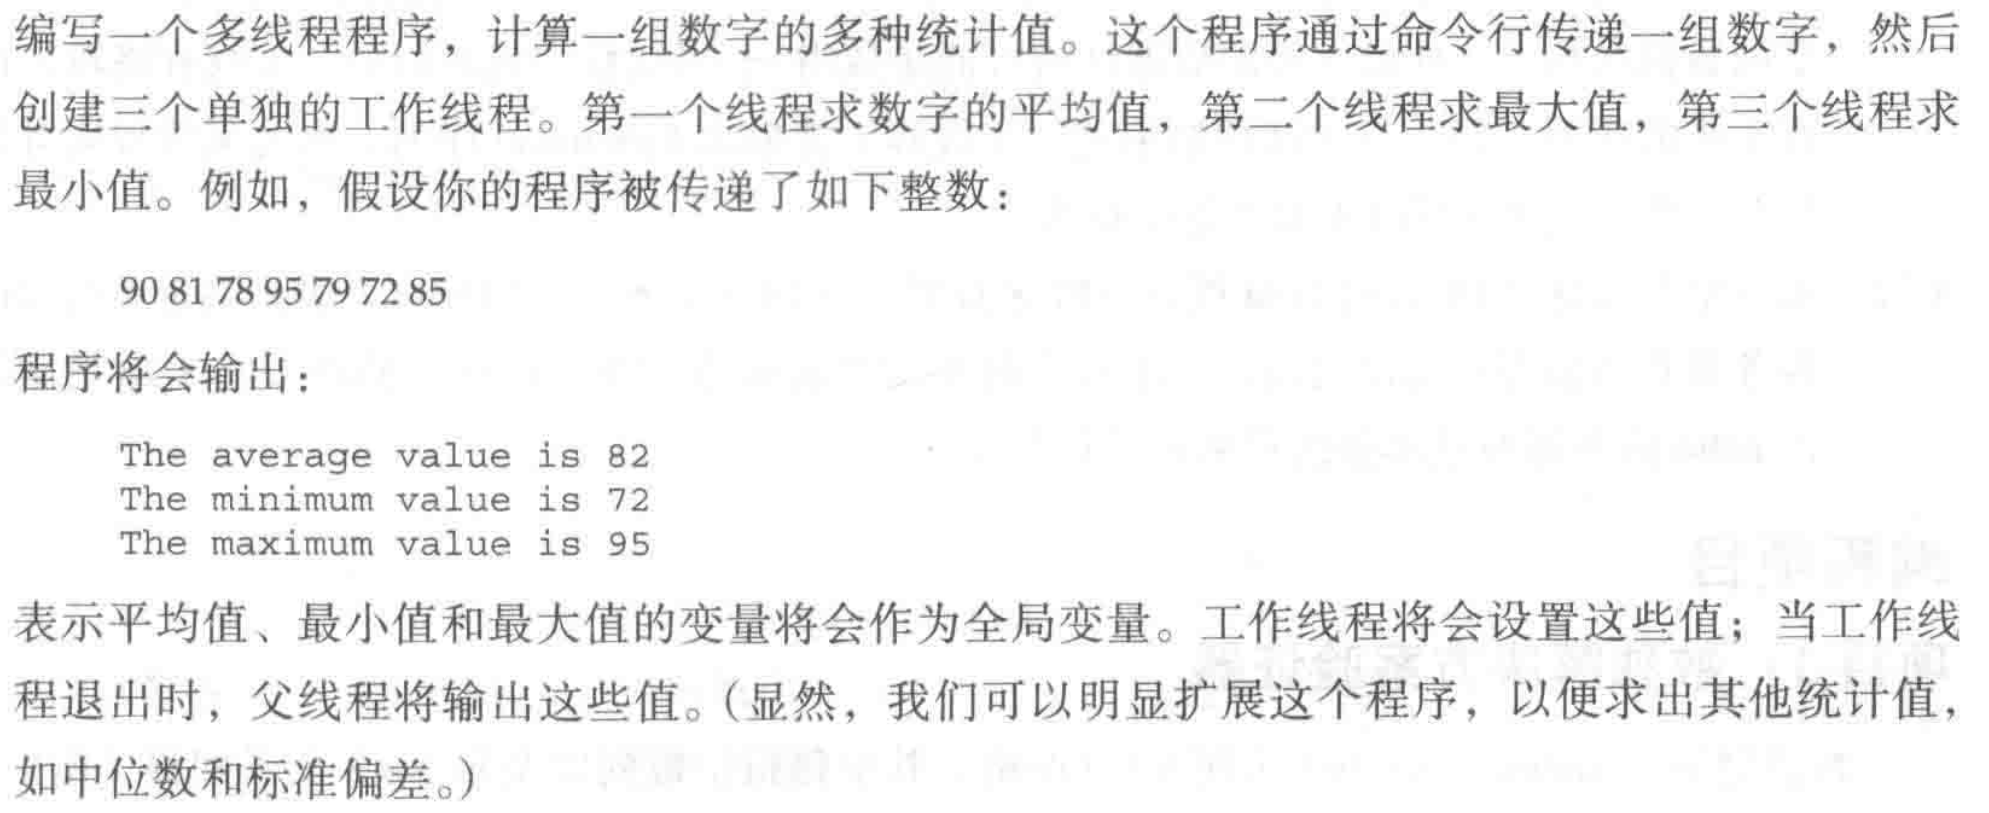 编写一个多线程程序，计算一组数字的多种统计值。这个程序通过命令行传递一组数字，然后
创建三个单独的工作线程。第一个线程求数字的平均值，第二个线程求最大值，第三个线程求
最小值。例如，假设你的程序被传递了如下整数：
90 81 78 95 79 72 85
程序将会输出：
The average value is 82
The minimum value is 72
The maximum value is 95
表示平均值、最小值和最大值的变量将会作为全局变量。工作线程将会设置这些值；当工作线
程退出时，父线程将输出这些值。（显然，我们可以明显扩展这个程序，以便求出其他统计值，
如中位数和标准偏差。）